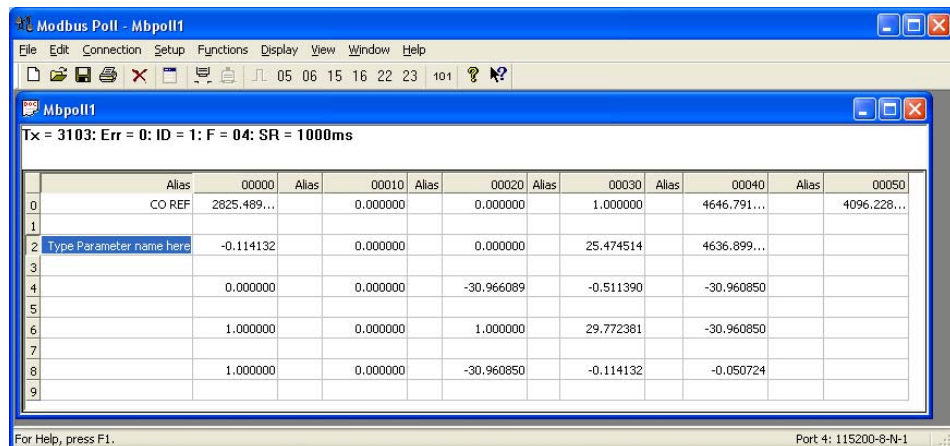 Modbus Poll - Mbpoll1
File Edit Connection Setup Functions Display View Window Help
05 06 15 16 22 23 101
Mbpoll1
Tx = 3103: Err = 0: ID = 1: F = 04: SR = 1000ms
Alias 00000 Alias 00010 Alias 00020 Alias 00030 Alias 00040 Alias 00050
0 CO REF 2825.489... 0.000000 0.000000 1.000000 4646.791... 4096.228...
1
2 Type Parameter name here -0.114132 0.000000 0.000000 25.474514 4636.899...
3
4 0.000000 0.000000 -30.966089 -0.511390 -30.960850
5
6 1.000000 0.000000 1.000000 29.772381 -30.960850
7
8 1.000000 0.000000 -30.960850 -0.114132 -0.050724
9
For Help, press F1. Port 4: 115200-8-N-1